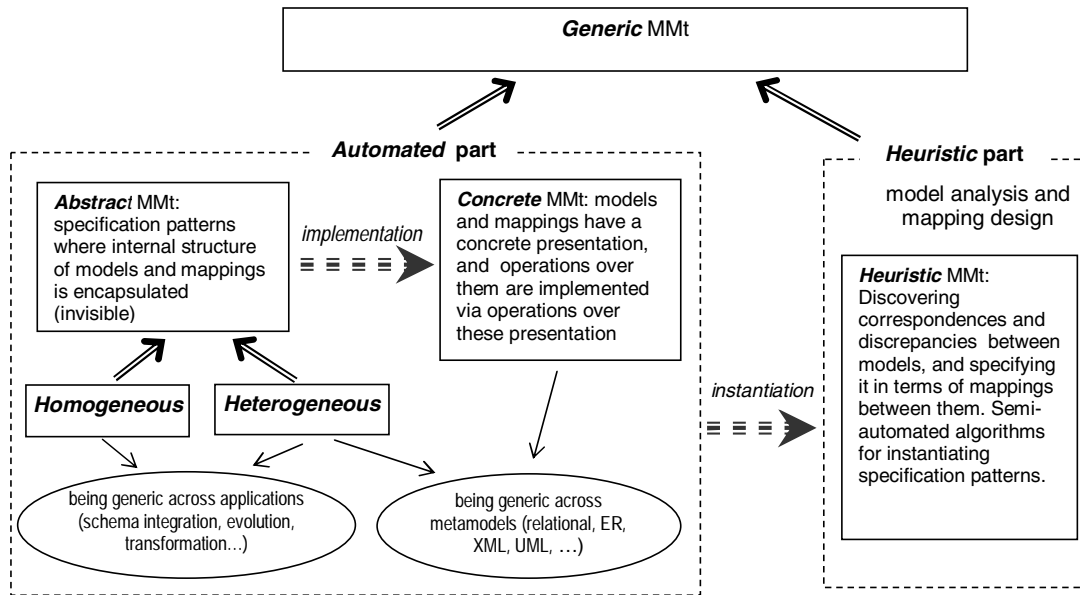 Generic MMt
Automated part
Heuristic part
Abstract MMt:
specification patterns
where internal structure
of models and mappings
is encapsulated
(invisible)
implementation
Concrete MMt: models
and mappings have a
concrete presentation,
and operations over
them are implemented
via operations over
these presentation
model analysis and
mapping design
Heuristic MMt:
Discovering
correspondences and
discrepancies between
models, and specifying
it in terms of mappings
between them. Semi-
automated algorithms
for instantiating
specification patterns.
Homogeneous
Heterogeneous
instantiation
being generic across applications
(schema integration, evolution,
transformation...)
being generic across
metamodels (relational, ER,
XML, UML, ...)